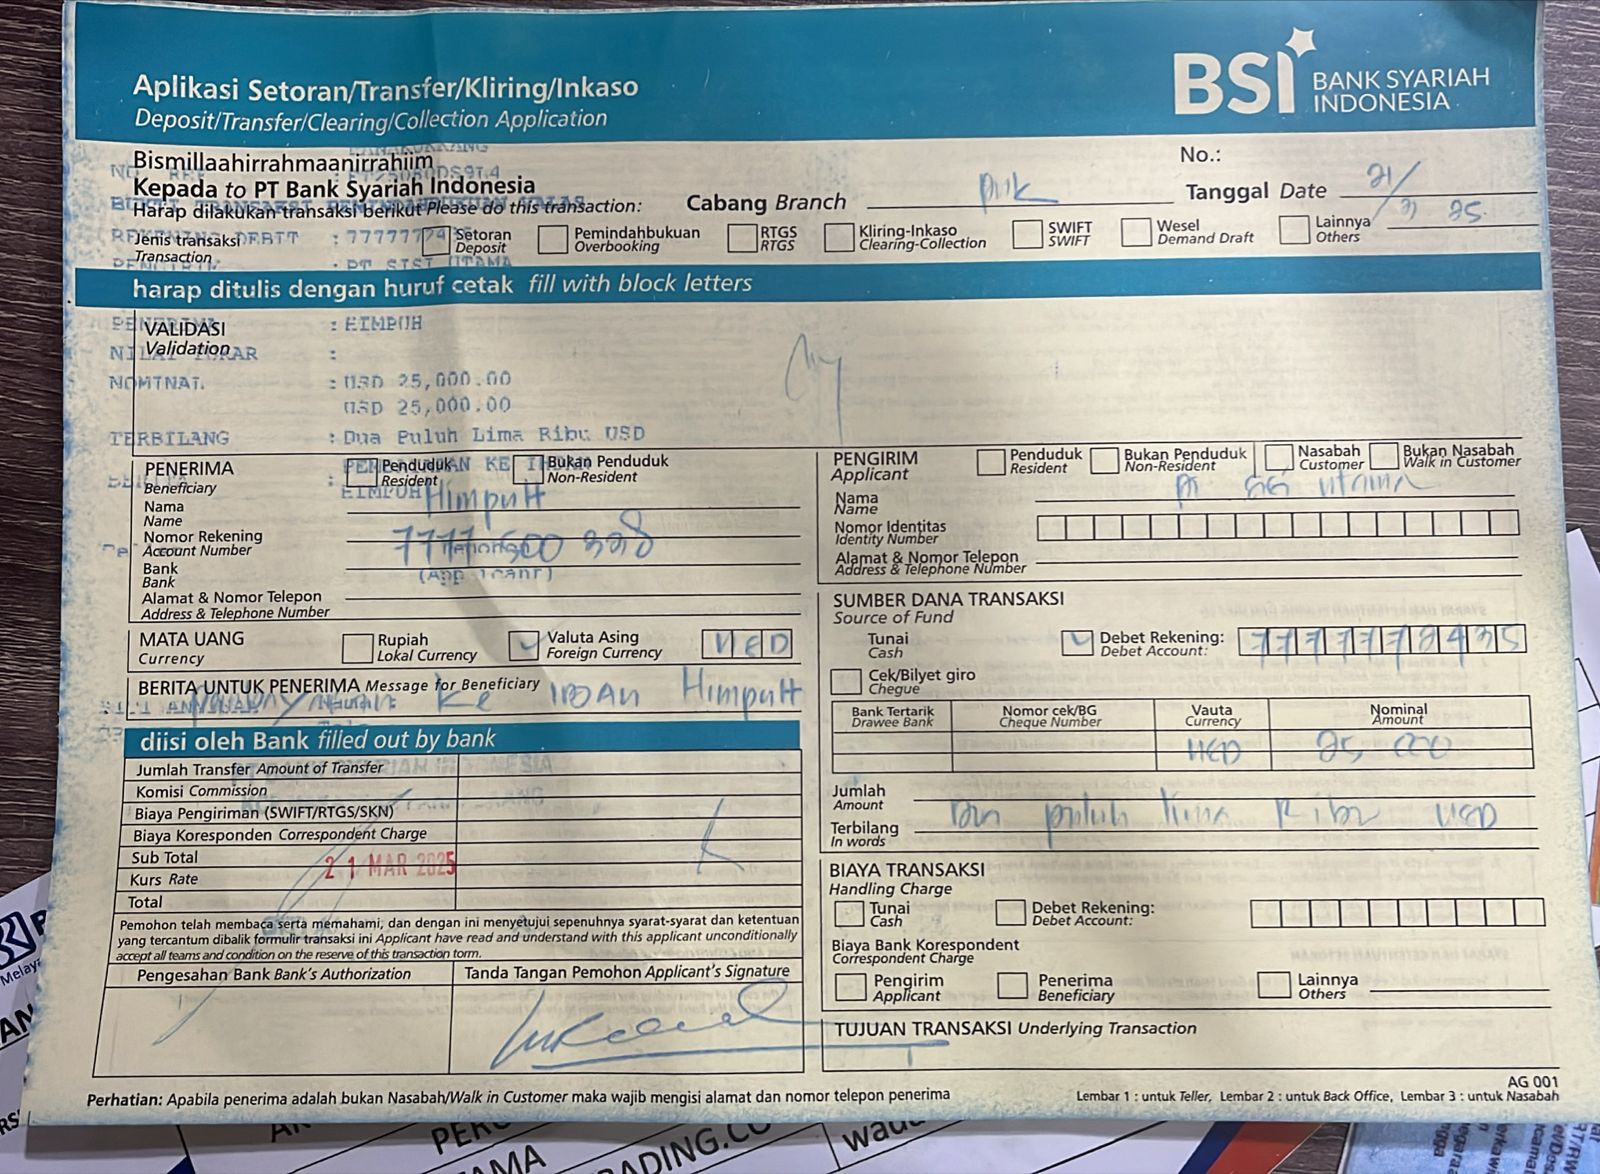 Aplikasi Setoran/Transfer/Kliring/Inkaso
Deposit/Transfer/Clearing/Collection Application
BSI BANK SYARIAH INDONESIA
Bismillaahirrahmaanirrahiim
Kepada to PT Bank Syariah Indonesia
Harap dilakukan transaksi berikut Please do this transaction:
No.:
Cabang Branch
Tanggal Date 21/3 25
REKENING DEBIT
PT SISI UTAMA
Jenis transaksi
Transaction
Setoran
Deposit
Pemindahbukuan
Overbooking
RTGS
RTGS
Kliring-Inkaso
Clearing-Collection
SWIFT
SWIFT
Wesel
Demand Draft
Lainnya
Others
harap ditulis dengan huruf cetak fill with block letters
VALIDASI
Validation
: HIMPUH
NOMINAL : USD 25,000.00
USD 25,000.00
TERBILANG : Dua Puluh Lima Ribu USD
PENERIMA
Beneficiary
Penduduk
Resident
Bukan Penduduk
Non-Resident
HIMPUH
Nama
Name
Himpuh
Nomor Rekening
Account Number
7777 500 328
Bank
Bank
(Applicant)
Alamat & Nomor Telepon
Address & Telephone Number
MATA UANG
Currency
Rupiah
Lokal Currency
Valuta Asing
Foreign Currency
USD
BERITA UNTUK PENERIMA Message for Beneficiary
ke IBDAN Himpuh
diisi oleh Bank filled out by bank
Jumlah Transfer Amount of Transfer
Komisi Commission
Biaya Pengiriman (SWIFT/RTGS/SKN)
Biaya Koresponden Correspondent Charge
Sub Total
21 MAR 2025
Kurs Rate
Total
Pemohon telah membaca serta memahami, dan dengan ini menyetujui sepenuhnya syarat-syarat dan ketentuan
yang tercantum dibalik formulir transaksi ini Applicant have read and understand with this applicant unconditionally
accept all teams and condition on the reserve of this transaction form.
Pengesahan Bank Bank's Authorization
Tanda Tangan Pemohon Applicant's Signature
PENGIRIM
Applicant
Penduduk
Resident
Bukan Penduduk
Non-Resident
Nasabah
Customer
Bukan Nasabah
Walk in Customer
Nama
Name
utama
Nomor Identitas
Identity Number
Alamat & Nomor Telepon
Address & Telephone Number
SUMBER DANA TRANSAKSI
Source of Fund
Tunai
Cash
Debet Rekening:
Debet Account:
7777772435
Cek/Bilyet giro
Cheque
Bank Tertarik
Drawee Bank
Nomor cek/BG
Cheque Number
Vauta
Currency
Nominal
Amount
USD 25 000
Jumlah
Amount
Terbilang
In words
Dua puluh lima Ribu USD
BIAYA TRANSAKSI
Handling Charge
Tunai
Cash
Debet Rekening:
Debet Account:
Biaya Bank Korespondent
Correspondent Charge
Pengirim
Applicant
Penerima
Beneficiary
Lainnya
Others
TUJUAN TRANSAKSI Underlying Transaction
Perhatian: Apabila penerima adalah bukan Nasabah/Walk in Customer maka wajib mengisi alamat dan nomor telepon penerima
AG 001
Lembar 1 : untuk Teller, Lembar 2 : untuk Back Office, Lembar 3 : untuk Nasabah